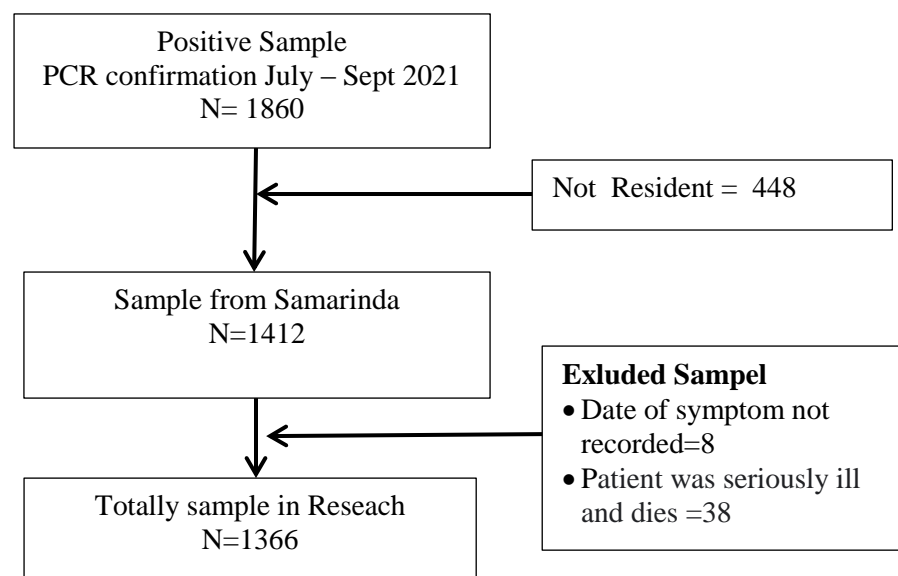 Positive Sample
PCR confirmation July – Sept 2021
N= 1860
Not Resident = 448
Sample from Samarinda
N=1412
Exluded Sampel
• Date of symptom not
recorded=8
• Patient was seriously ill
and dies =38
Totally sample in Reseach
N=1366